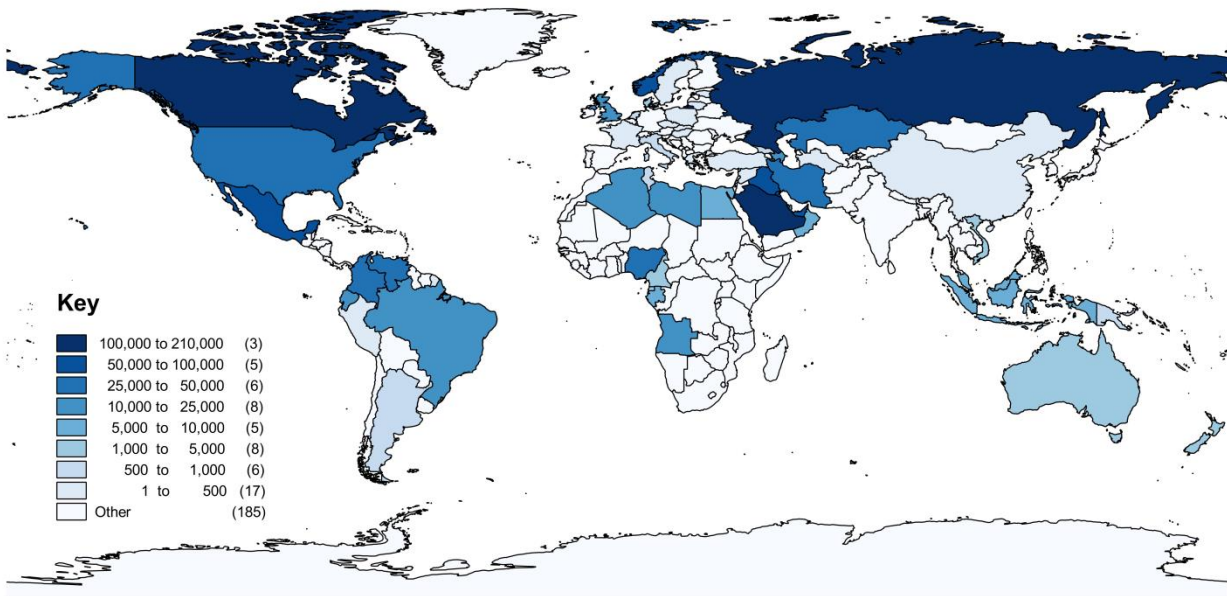 Key
100,000 to 210,000 (3)
50,000 to 100,000 (5)
25,000 to 50,000 (6)
10,000 to 25,000 (8)
5,000 to 10,000 (5)
1,000 to 5,000 (8)
500 to 1,000 (6)
1 to 500 (17)
Other (185)